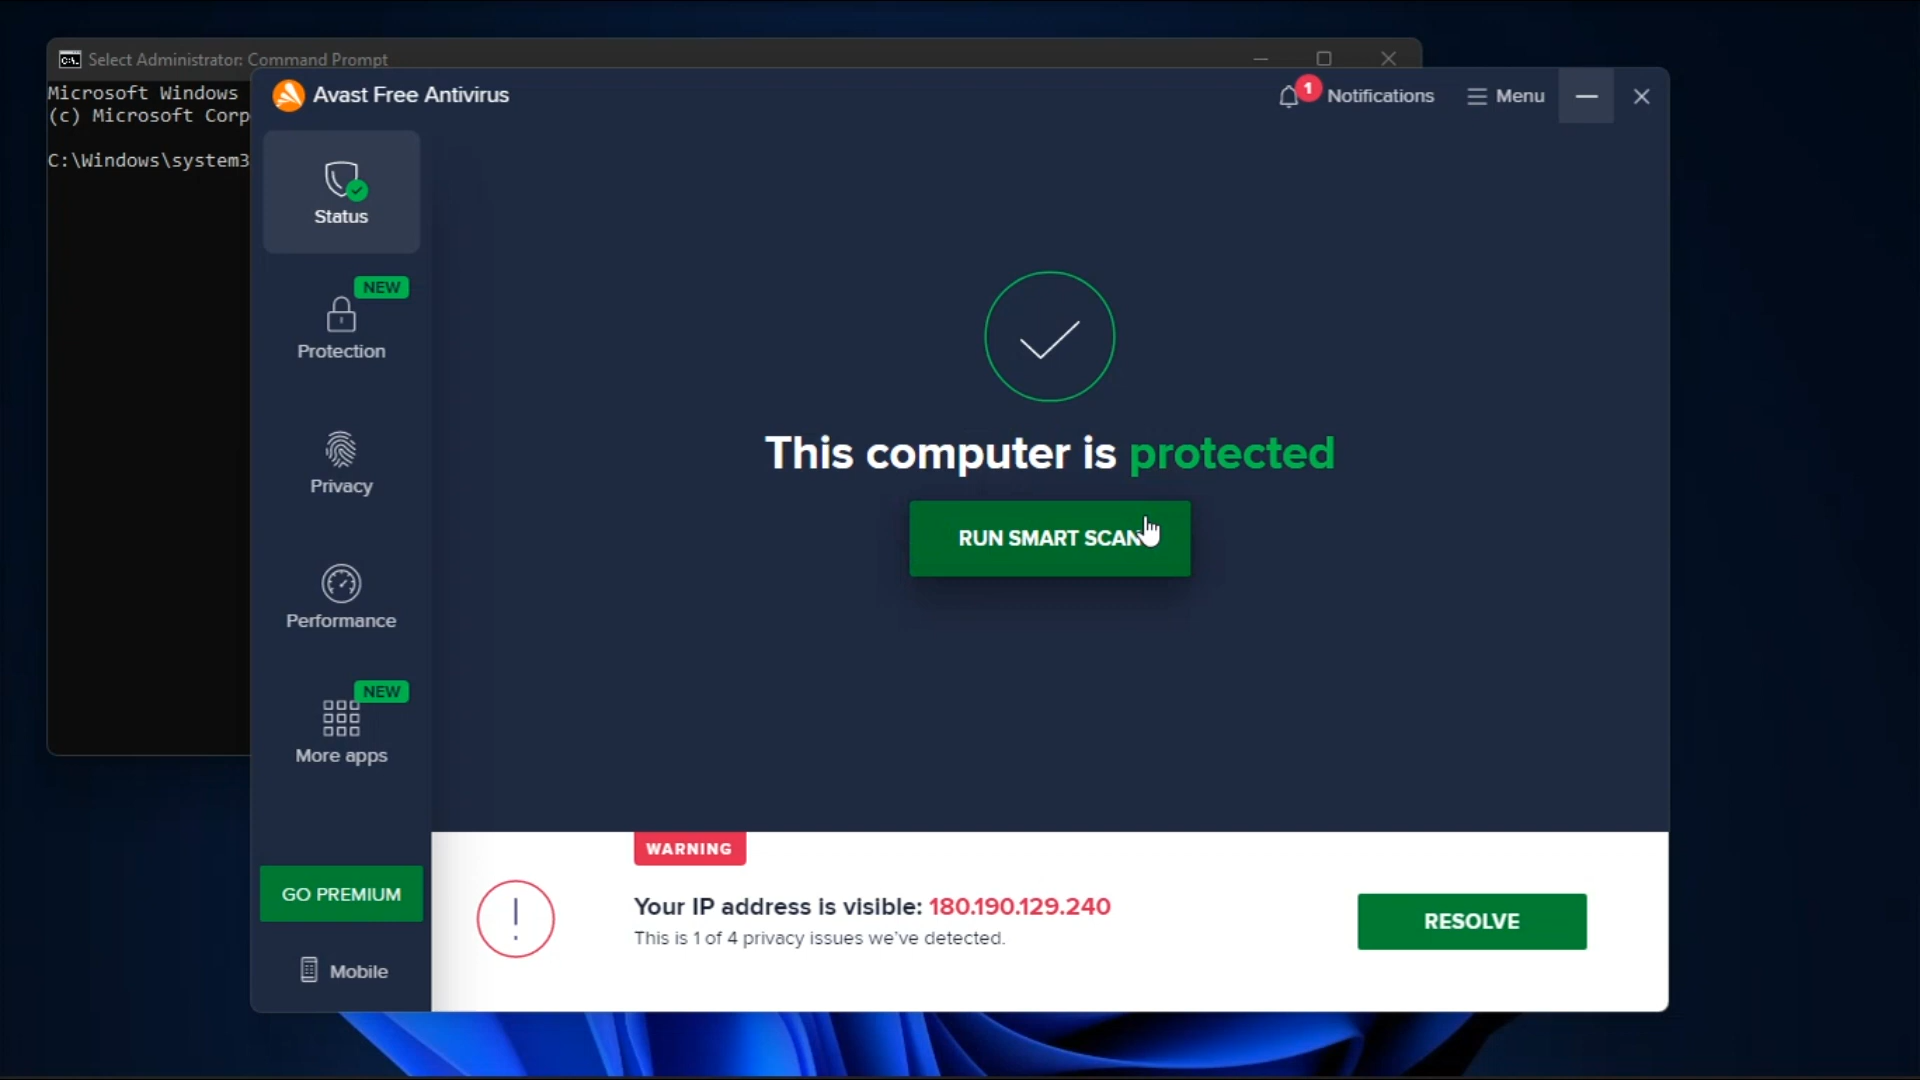 Select Administrator: Command Prompt
Microsoft Windows
(c) Microsoft Corp
C:\Windows\system3
Avast Free Antivirus
1
Notifications
Menu
Status
NEW
Protection
Privacy
Performance
NEW
More apps
GO PREMIUM
Mobile
This computer is protected
RUN SMART SCAN
WARNING
Your IP address is visible: 180.190.129.240
This is 1 of 4 privacy issues we've detected.
RESOLVE